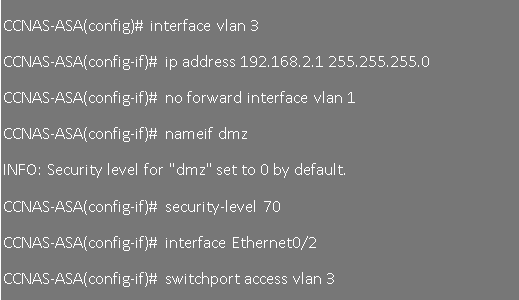 CCNAS-ASA(config)# interface vlan 3
CCNAS-ASA(config-if)# ip address 192.168.2.1 255.255.255.0
CCNAS-ASA(config-if)# no forward interface vlan 1
CCNAS-ASA(config-if)# nameif dmz
INFO: Security level for "dmz" set to 0 by default.
CCNAS-ASA(config-if)# security-level 70
CCNAS-ASA(config-if)# interface Ethernet0/2
CCNAS-ASA(config-if)# switchport access vlan 3